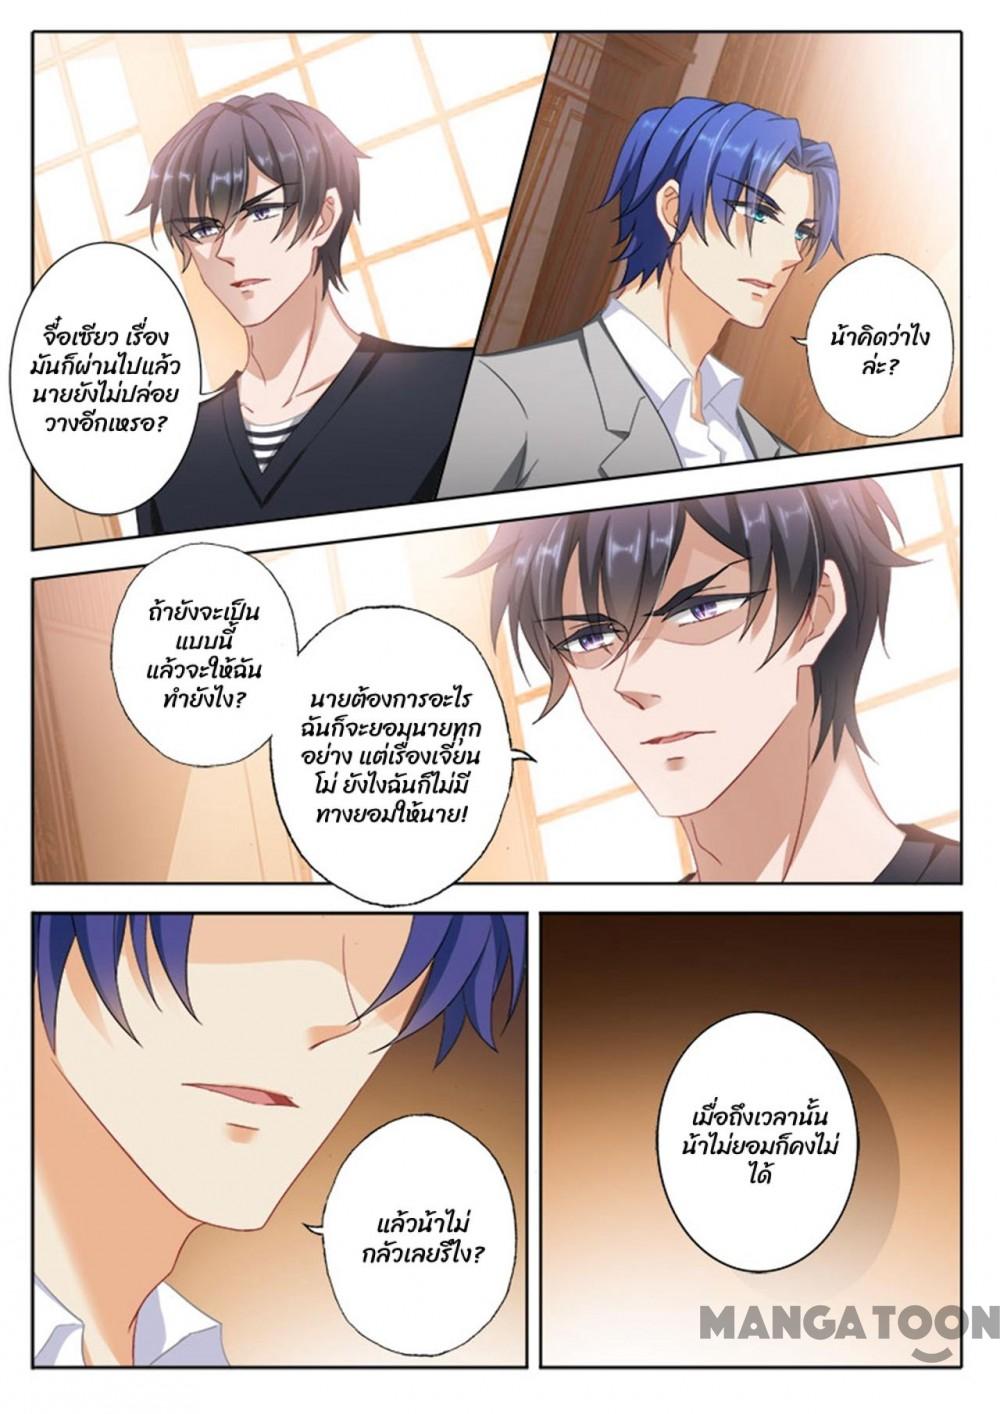 จื๋อเซียว เรื่อง
มันก็ผ่านไปแล้ว
นายยังไม่ปล่อย
วางอีกเหรอ?
น้าคิดว่าไง
ล่ะ?
ถ้ายังจะเป็น
แบบนี้
แล้วจะให้ฉัน
ทำยังไง?
นายต้องการอะไร
ฉันก็จะยอมนายทุก
อย่าง แต่เรื่องเจี่ยน
โม่ ยังไงฉันก็ไม่มี
ทางยอมให้นาย!
แล้วน้าไม่
กลัวเลยรึไง?
เมื่อถึงเวลานั้น
น้าไม่ยอมก็คงไม่
ได้
MANGATOON